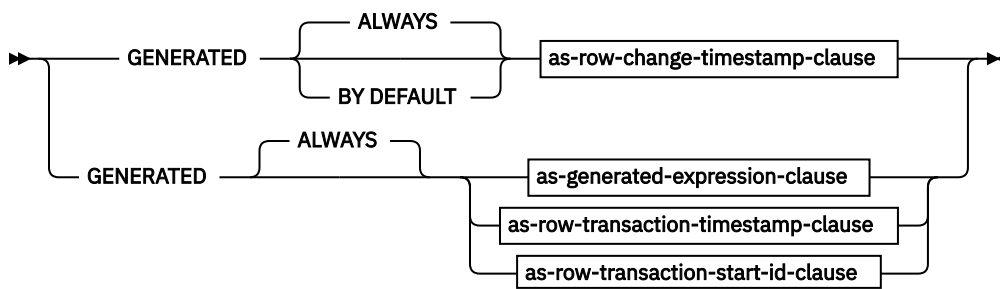 ALWAYS
GENERATED as-row-change-timestamp-clause
BY DEFAULT
ALWAYS
GENERATED as-generated-expression-clause
as-row-transaction-timestamp-clause
as-row-transaction-start-id-clause